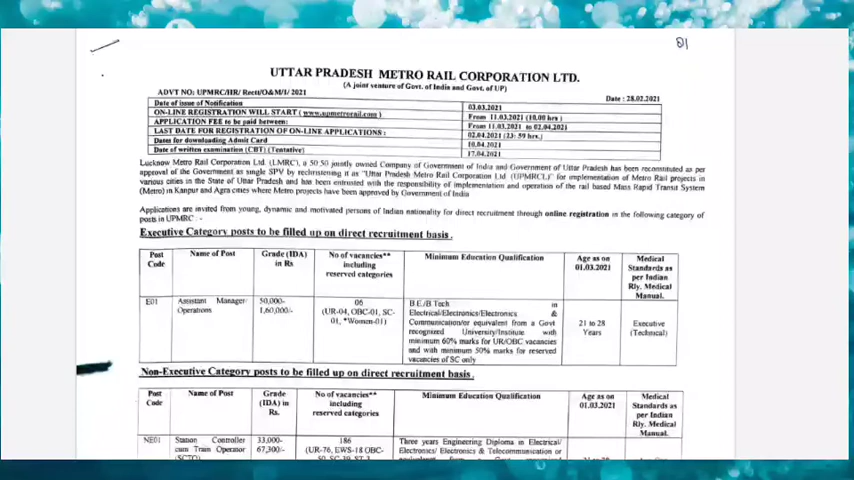 01
UTTAR PRADESH METRO RAIL CORPORATION LTD.
(A joint venture of Govt. of India and Govt. of UP)
ADVT NO: UPMRC/HR/ Rectt/O&M/1/ 2021
Date : 28.02.2021
Date of issue of Notification 03.03.2021
ON-LINE REGISTRATION WILL START ( www.upmetrorail.com ) From 11.03.2021 (10.00 hrs )
APPLICATION FEE to be paid between: From 11.03.2021 to 02.04.2021
LAST DATE FOR REGISTRATION OF ON-LINE APPLICATIONS : 02.04.2021 (23: 59 hrs.)
Dates for downloading Admit Card 10.04.2021
Date of written examination (CBT) (Tentative) 17.04.2021
Lucknow Metro Rail Corporation Ltd. (LMRC), a 50:50 jointly owned Company of Government of India and Government of Uttar Pradesh has been reconstituted as per
approval of the Government as single SPV by rechristening it as "Uttar Pradesh Metro Rail Corporation Ltd (UPMRCL)" for implementation of Metro Rail projects in
various cities in the State of Uttar Pradesh and has been entrusted with the responsibility of implementation and operation of the rail based Mass Rapid Transit System
(Metro) in Kanpur and Agra cities where Metro projects have been approved by Government of India
Applications are invited from young, dynamic and motivated persons of Indian nationality for direct recruitment through online registration in the following category of
posts in UPMRC : -
Executive Category posts to be filled up on direct recruitment basis.
Post Code
Name of Post
Grade (IDA) in Rs
No of vacancies** including reserved categories
Minimum Education Qualification
Age as on 01.03.2021
Medical Standards as per Indian Rly. Medical Manual.
E01
Assistant Manager/ Operations
50,000- 1,60,000/-
06 (UR-04, OBC-01, SC- 01, *Women-01)
B E/B Tech in
Electrical/Electronics/Electronics &
Communication/or equivalent from a Govt
recognized University/Institute with
minimum 60% marks for UR/OBC vacancies
and with minimum 50% marks for reserved
vacancies of SC only
21 to 28 Years
Executive (Technical)
Non-Executive Category posts to be filled up on direct recruitment basis.
Post Code
Name of Post
Grade (IDA) in Rs.
No of vacancies** including reserved categories
Minimum Education Qualification
Age as on 01.03.2021
Medical Standards as per Indian Rly. Medical Manual.
NE01
Station Controller cum Train Operator
33,000- 67,300/-
186 (UR-76, EWS-18 OBC-
Three years Engineering Diploma in Electrical/
Electronics/ Electronics & Telecommunication or